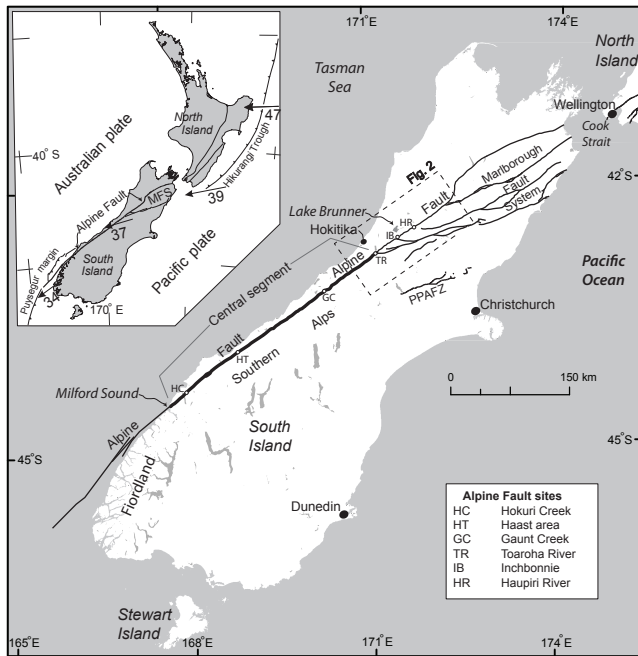 171°E
174°E
North
Island
Tasman
Sea
Wellington
Cook
Strait
42°S
Fig. 2
Marlborough
Fault
System
Lake Brunner
HR
Fault
Hokitika
IB
TR
Alpine
PPAFZ
Pacific
Ocean
Christchurch
Central segment
GC
Alps
Fault
Southern
HT
0
150 km
Milford Sound
HC
South
Island
Alpine
45°S
45°S
Fiordland
Dunedin
Stewart
Island
165°E
168°E
171°E
174°E
North
Island
47
Australian plate
40° S
Hikurangi Trough
39
MFS
Alpine Fault
37
South
Island
Pacific plate
Puysegur margin
34
170° E
Alpine Fault sites
HC Hokuri Creek
HT Haast area
GC Gaunt Creek
TR Toaroha River
IB Inchbonnie
HR Haupiri River